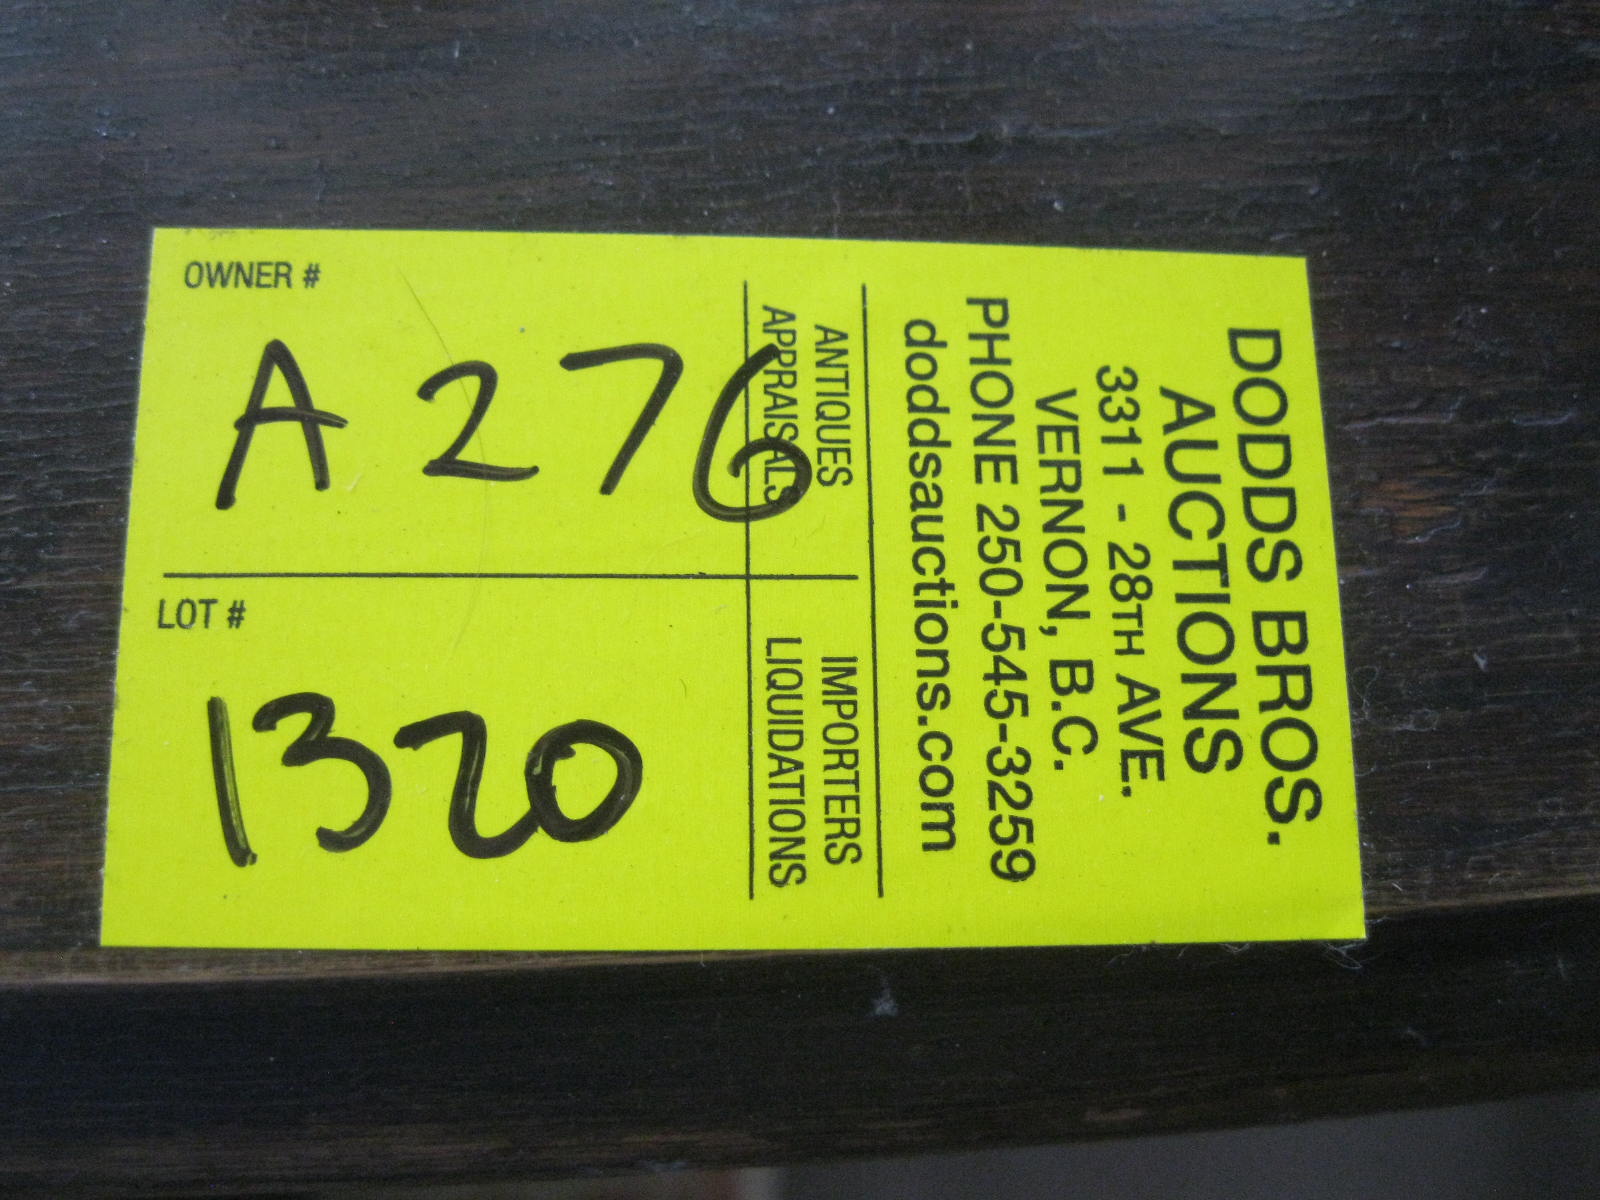 OWNER #
A 276
LOT #
1320
ANTIQUES
APPRAISALS
IMPORTERS
LIQUIDATIONS
DODDS BROS.
AUCTIONS
3311 - 28TH AVE.
VERNON, B.C.
PHONE 250-545-3259
doddsauctions.com